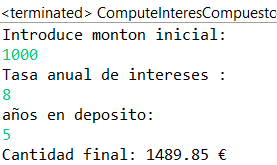 <terminated> ComputeInteresCompuesto
Introduce monton inicial:
1000
Tasa anual de intereses :
8
años en deposito:
5
Cantidad final: 1489.85 €